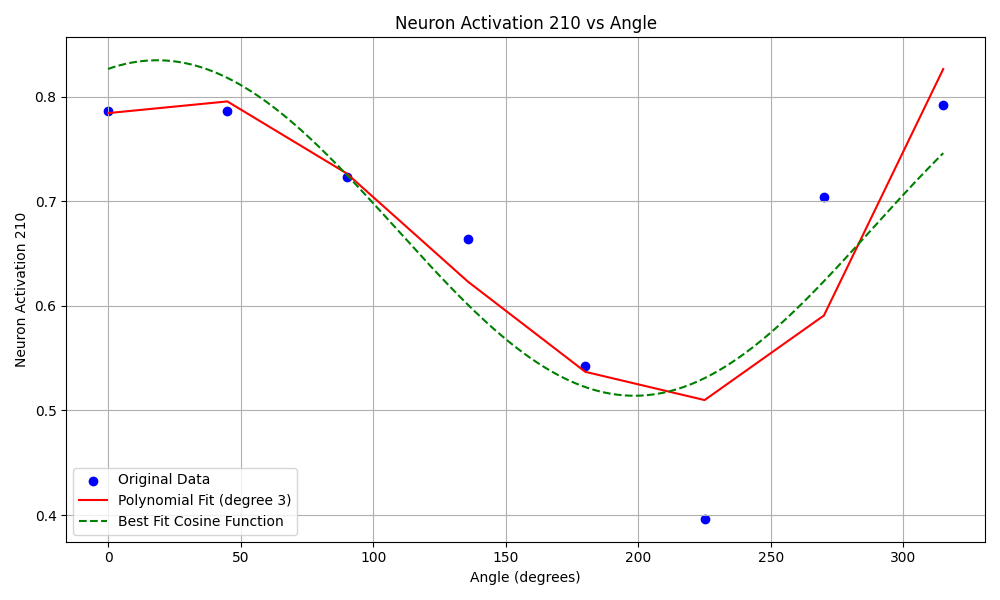 Neuron Activation 210 vs Angle
Neuron Activation 210
0.8
0.7
0.6
0.5
0.4
Original Data
Polynomial Fit (degree 3)
Best Fit Cosine Function
0 50 100 150 200 250 300
Angle (degrees)